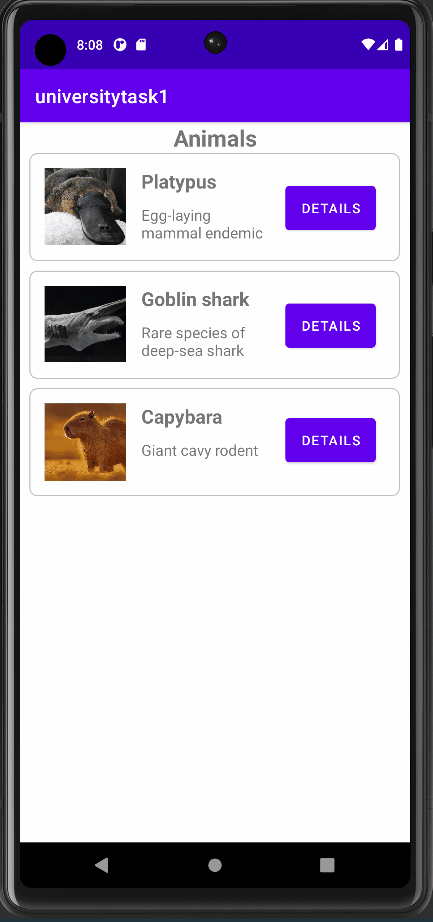 8:08
universitytask1
Animals
Platypus
Egg-laying
mammal endemic
DETAILS
Goblin shark
Rare species of
deep-sea shark
DETAILS
Capybara
Giant cavy rodent
DETAILS